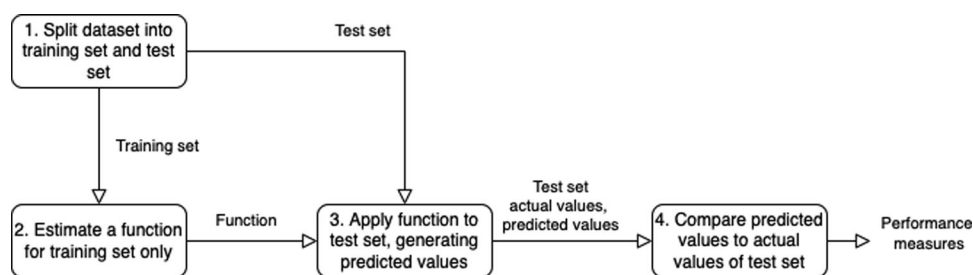 1. Split dataset into
training set and test
set
Test set
Training set
2. Estimate a function
for training set only
Function
3. Apply function to
test set, generating
predicted values
Test set
actual values,
predicted values
4. Compare predicted
values to actual
values of test set
Performance
measures